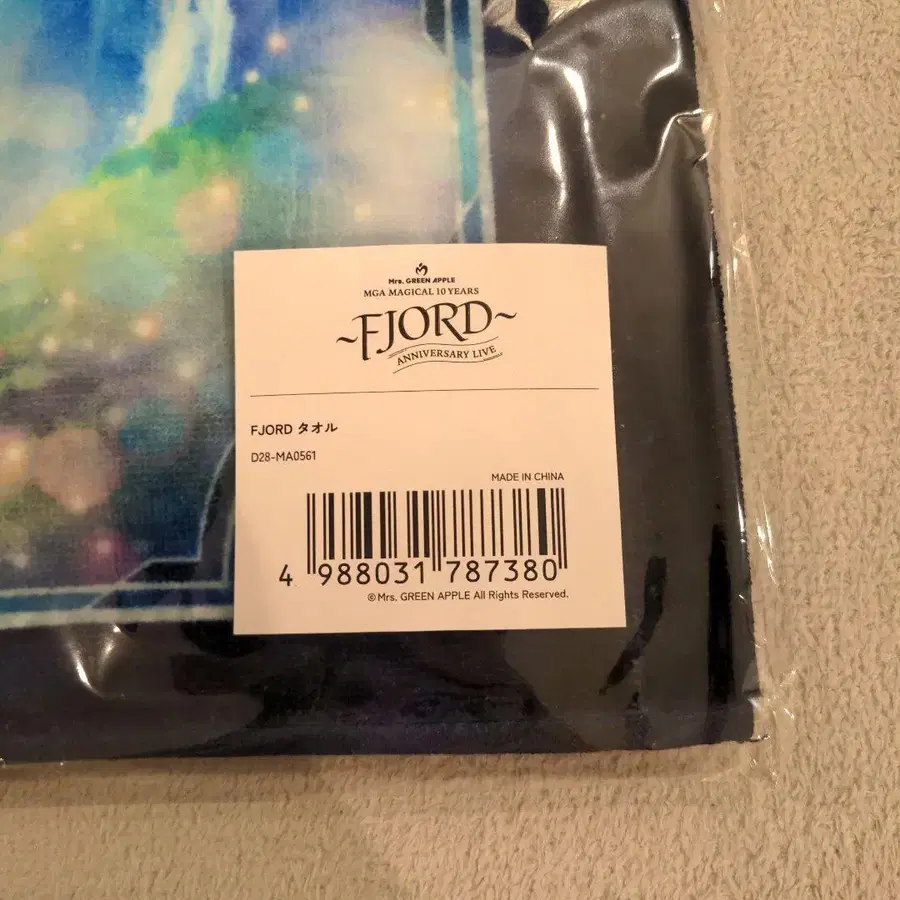 Mrs. GREEN APPLE
MGA MAGICAL 10 YEARS
~FJORD~
ANNIVERSARY LIVE
FJORD タオル
D28-MA0561
MADE IN CHINA
4 988031 787380
©Mrs. GREEN APPLE All Rights Reserved.